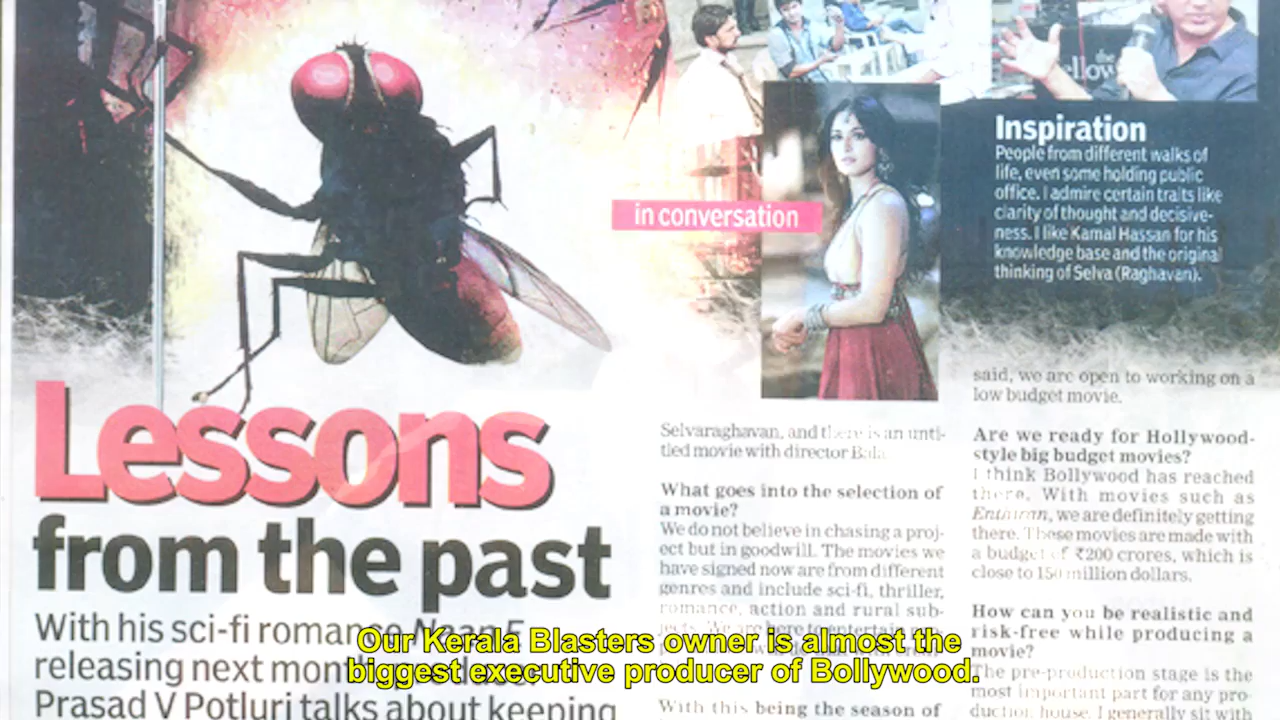 the
ellow
Inspiration
People from different walks of
life, even some holding public
office. I admire certain traits like
clarity of thought and decisive-
ness. I like Kamal Hassan for his
knowledge base and the original
thinking of Selva (Raghavan).
in conversation
Lessons
from the past
With his sci-fi romance Naan E
releasing next month,
Prasad V Potluri talks about keeping
Selvaraghavan, and there is an unti-
tled movie with director Bala.
What goes into the selection of
a movie?
We do not believe in chasing a proj-
ect but in goodwill. The movies we
have signed now are from different
genres and include sci-fi, thriller,
romance, action and rural sub-
With this being the season of
said, we are open to working on a
low budget movie.
Are we ready for Hollywood-
style big budget movies?
I think Bollywood has reached
there. With movies such as
Enthiran, we are definitely getting
there. These movies are made with
a budget of ₹200 crores, which is
close to 150 million dollars.
How can you be realistic and
risk-free while producing a
movie?
The pre-production stage is the
most important part for any pro-
duction house. I generally sit with
Our Kerala Blasters owner is almost the
biggest executive producer of Bollywood.